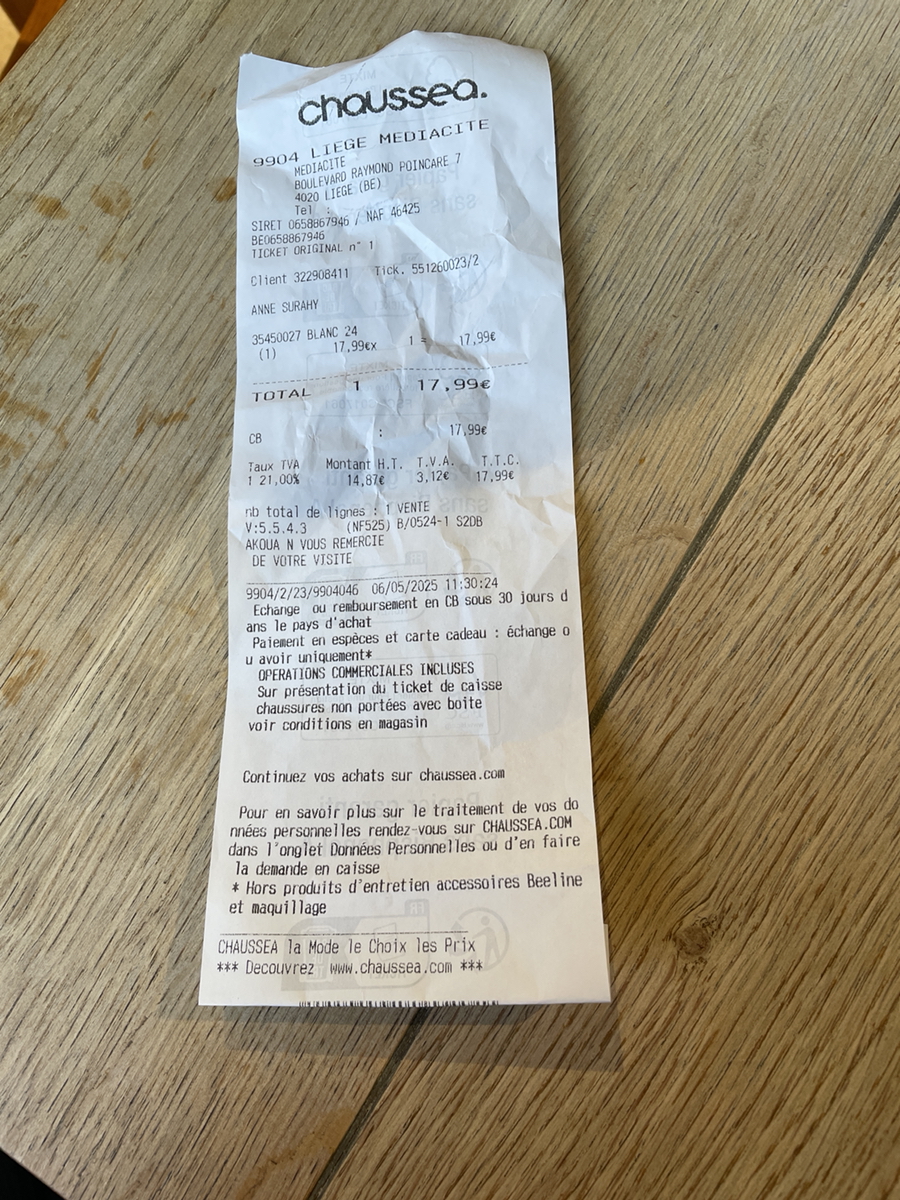 chaussea.
9904 LIEGE MEDIACITE
MEDIACITE
BOULEVARD RAYMOND POINCARE 7
4020 LIEGE (BE)
Tel :
SIRET 0658867946 / NAF 46425
BE0658867946
TICKET ORIGINAL n° 1
Client 322908411 Tick. 551260023/2
ANNE SURAHY
35450027 BLANC 24
(1) 17,99€x 1 = 17,99€
TOTAL 1 17,99€
CB : 17,99€
Taux TVA Montant H.T. T.V.A. T.T.C.
1 21,00% 14,87€ 3,12€ 17,99€
nb total de lignes : 1 VENTE
V:5.5.4.3 (NF525) B/0524-1 S2DB
AKOUA N VOUS REMERCIE
DE VOTRE VISITE
9904/2/23/9904046 06/05/2025 11:30:24
Echange ou remboursement en CB sous 30 jours d
ans le pays d'achat
Paiement en espèces et carte cadeau : échange o
u avoir uniquement*
OPERATIONS COMMERCIALES INCLUSES
Sur présentation du ticket de caisse
chaussures non portées avec boite
voir conditions en magasin
Continuez vos achats sur chaussea.com
Pour en savoir plus sur le traitement de vos do
nnées personnelles rendez-vous sur CHAUSSEA.COM
dans l'onglet Données Personnelles ou d'en faire
la demande en caisse
* Hors produits d'entretien accessoires Beeline
et maquillage
CHAUSSEA la Mode le Choix les Prix
*** Decouvrez www.chaussea.com ***